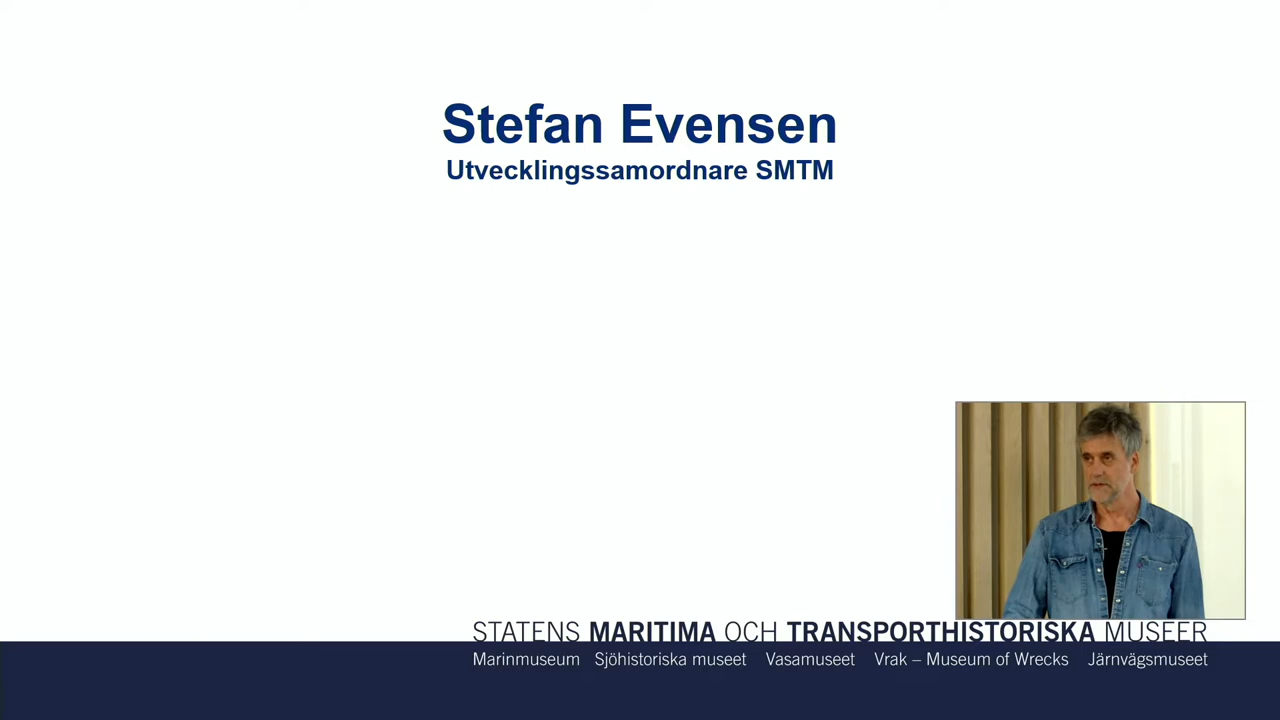 Stefan Evensen
Utvecklingssamordnare SMTM
STATENS MARITIMA OCH TRANSPORTHISTORISKA MUSEER
Marinmuseum Sjöhistoriska museet Vasamuseet Vrak – Museum of Wrecks Järnvägsmuseet